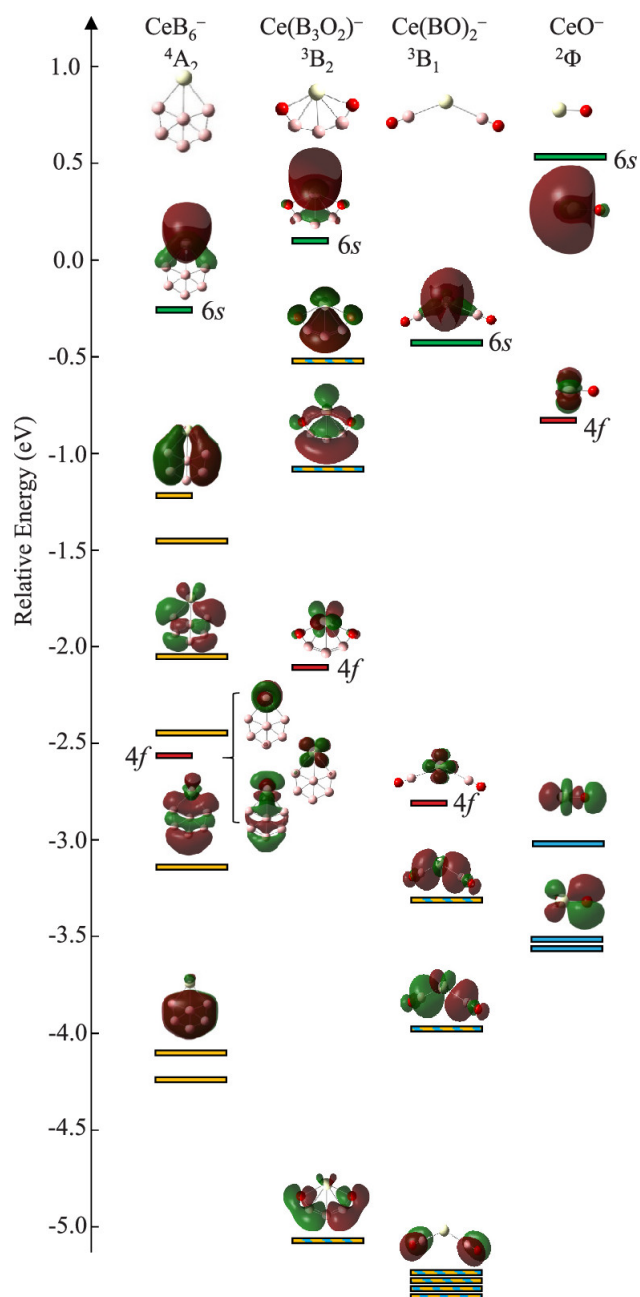 CeB₆⁻ Ce(B₃O₂)⁻ Ce(BO)₂⁻ CeO⁻
⁴A₂ ³B₂ ³B₁ ²Φ
Relative Energy (eV)
1.0
0.5
0.0
-0.5
-1.0
-1.5
-2.0
-2.5
-3.0
-3.5
-4.0
-4.5
-5.0
6s
6s
6s
6s
4f
4f
4f
4f